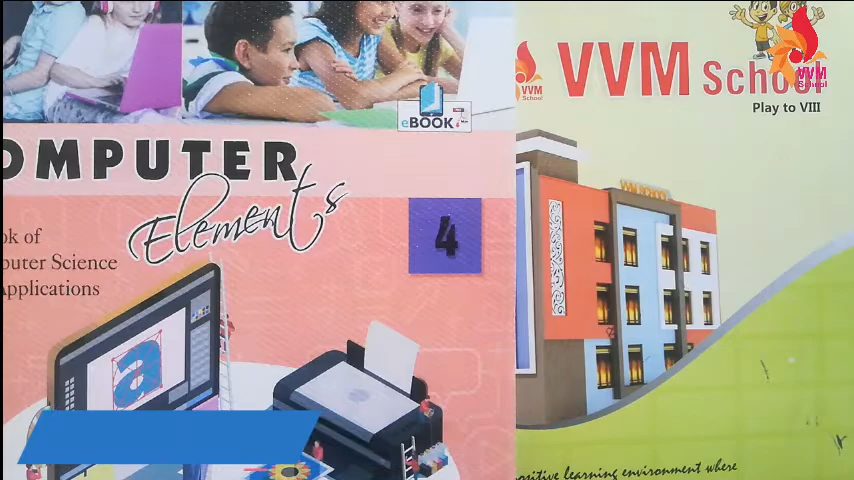 eBOOK
OMPUTER
Elements
4
ok of
puter Science
Applications
a
VVM
School
VVM School
VVM
School
Play to VIII
VVM SCHOOL
ositive learning environment where